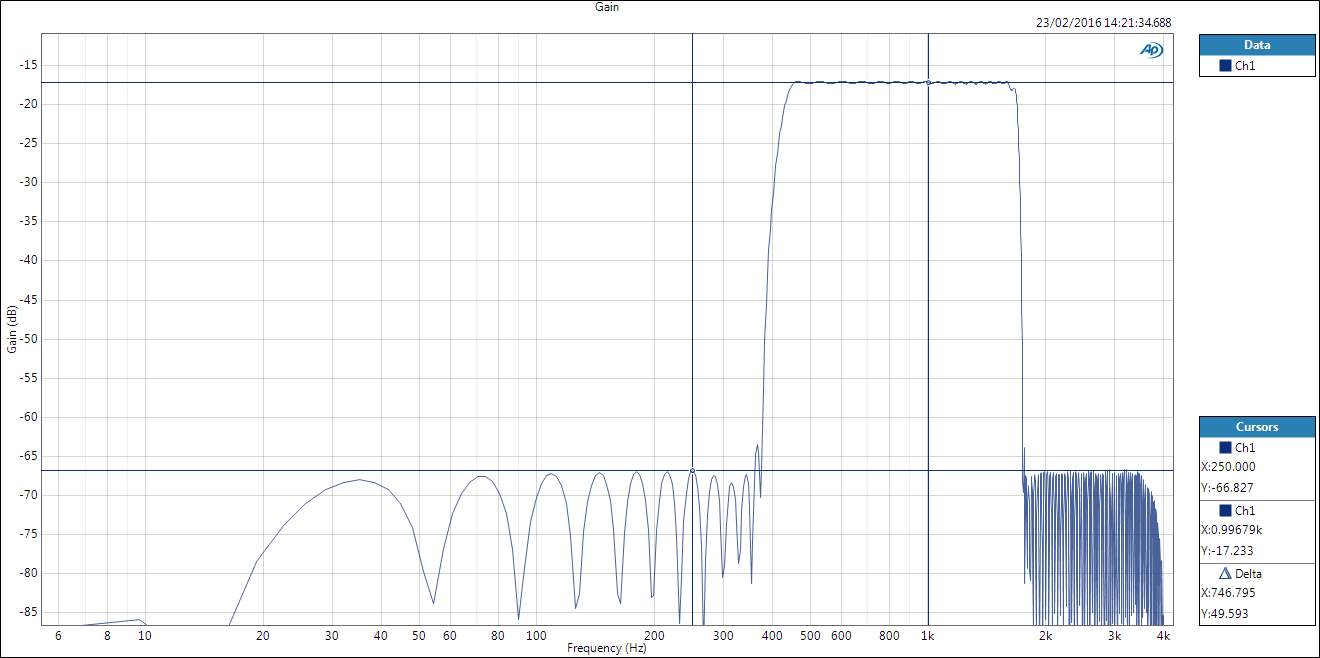 Gain
23/02/2016 14:21:34.688
AP
Data
Ch1
-15
-20
-25
-30
-35
-40
-45
-50
-55
-60
-65
-70
-75
-80
-85
Gain (dB)
6 8 10 20 30 40 50 60 80 100 200 300 400 500 600 800 1k 2k 3k 4k
Frequency (Hz)
Cursors
Ch1
X:250.000
Y:-66.827
Ch1
X:0.99679k
Y:-17.233
Delta
X:746.795
Y:49.593